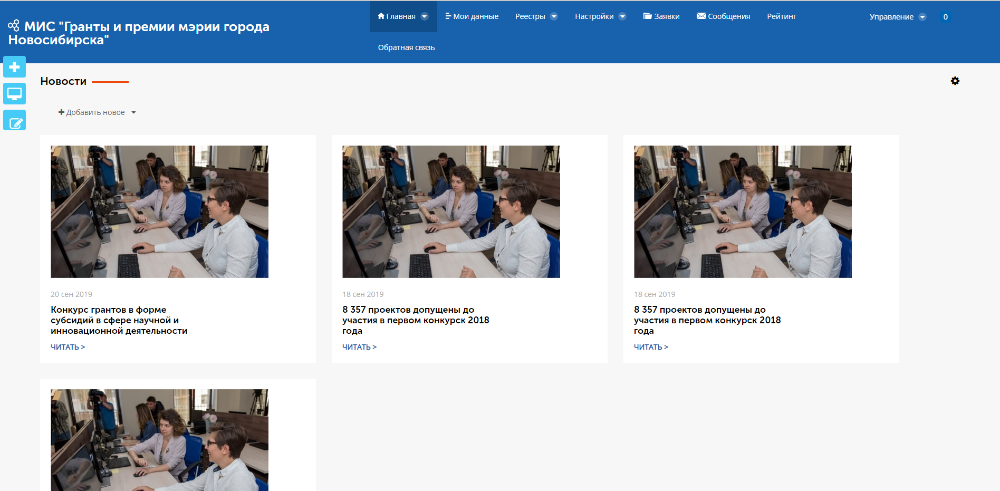 МИС "Гранты и премии мэрии города
Новосибирска"
Главная
Мои данные
Реестры
Настройки
Заявки
Сообщения
Рейтинг
Управление
0
Обратная связь
Новости
Добавить новое
20 сен 2019
Конкурс грантов в форме
субсидий в сфере научной и
инновационной деятельности
ЧИТАТЬ >
18 сен 2019
8 357 проектов допущены до
участия в первом конкурск 2018
года
ЧИТАТЬ >
18 сен 2019
8 357 проектов допущены до
участия в первом конкурск 2018
года
ЧИТАТЬ >